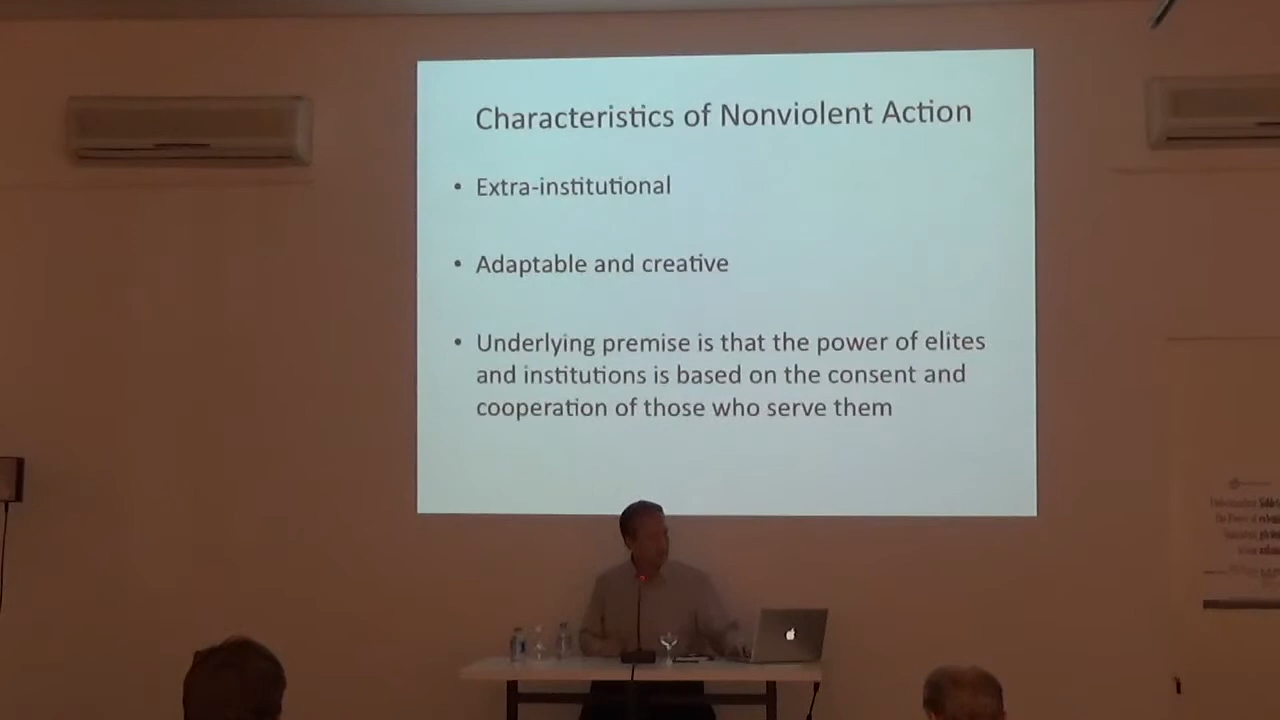 Characteristics of Nonviolent Action
• Extra-institutional
• Adaptable and creative
• Underlying premise is that the power of elites
and institutions is based on the consent and
cooperation of those who serve them